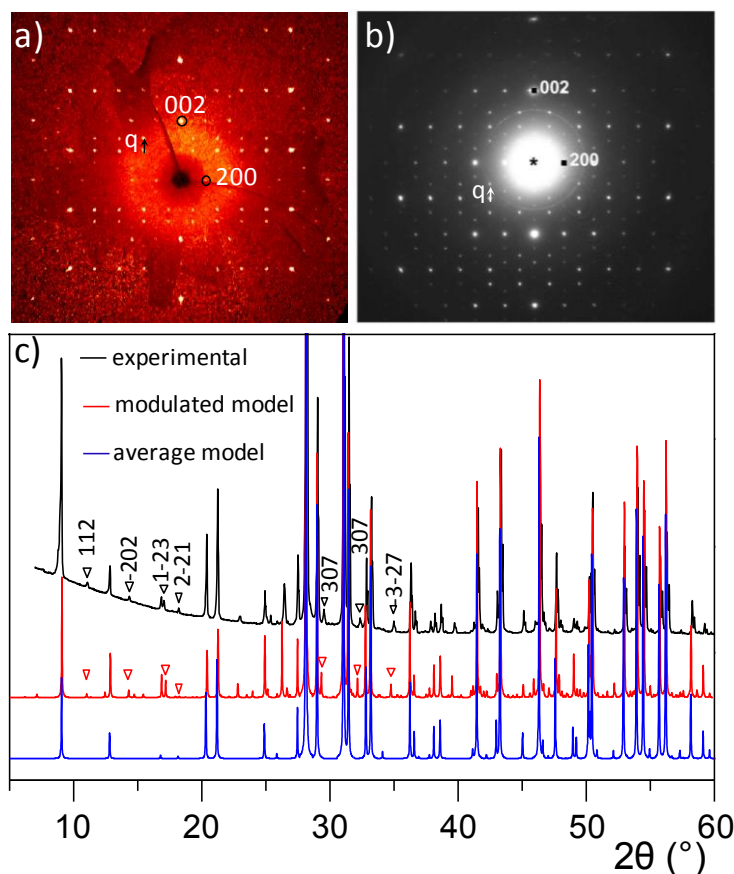 a)
002
q
200
b)
002
200
*
q
c)
experimental
modulated model
average model
112
-202
1-23
2-21
307
307
-3-27
10 20 30 40 50 60
2θ (°)